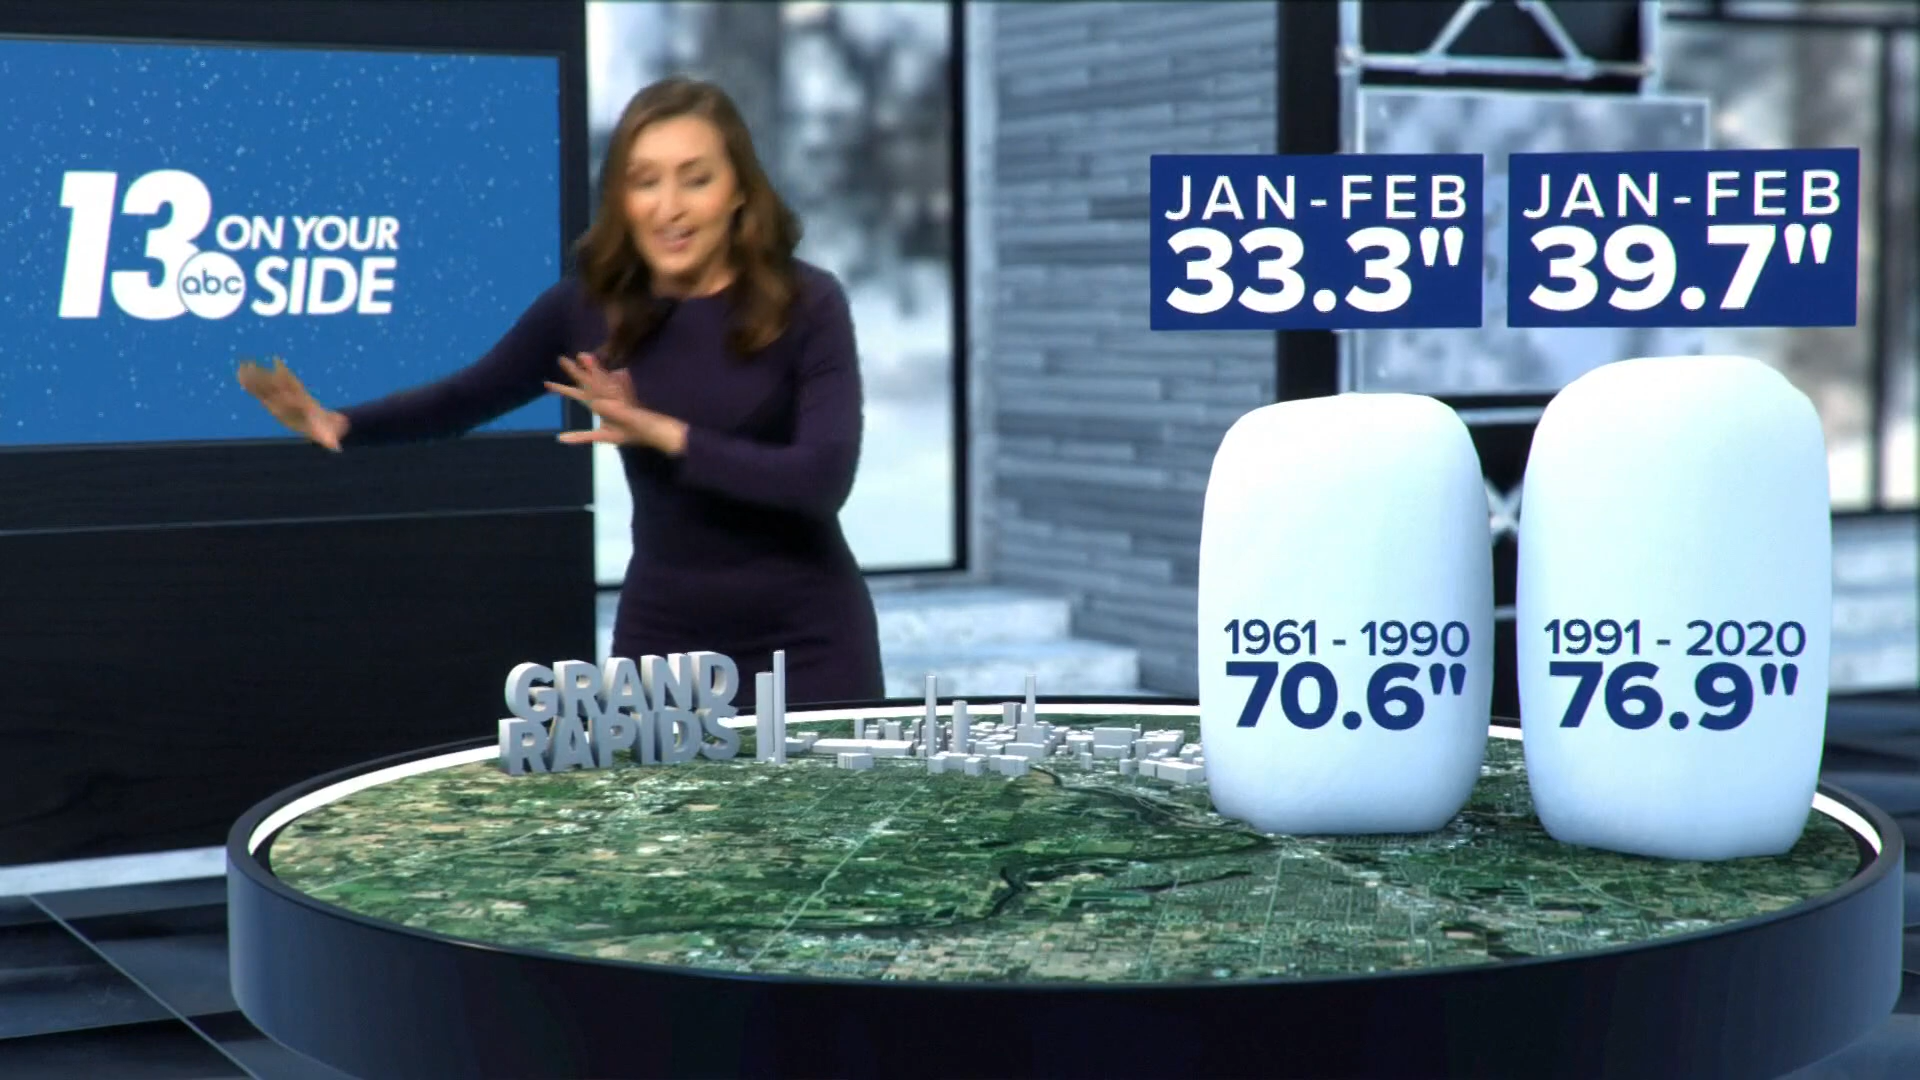 13 ON YOUR
abc SIDE
JAN-FEB
33.3"
JAN-FEB
39.7"
1961 - 1990
70.6"
1991 - 2020
76.9"
GRAND
RAPIDS